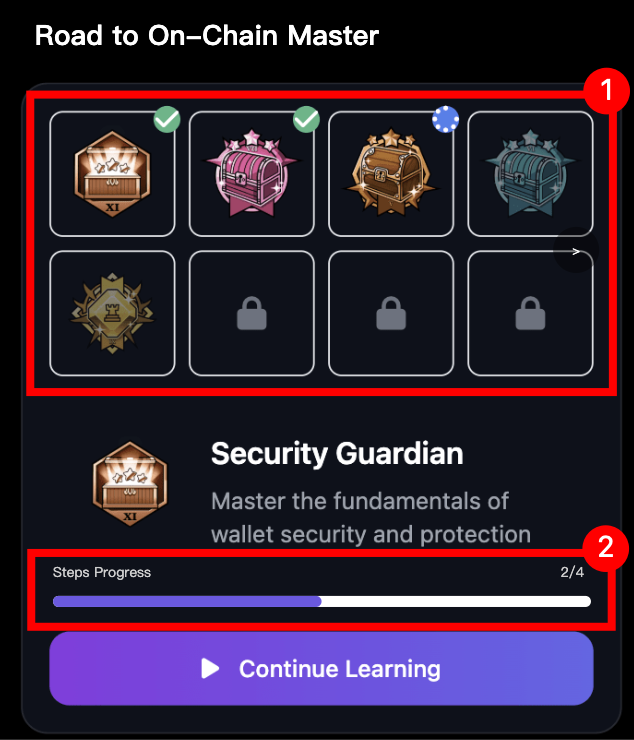 Road to On-Chain Master
1
XI
>
XI
Security Guardian
Master the fundamentals of
wallet security and protection
2
Steps Progress 2/4
Continue Learning